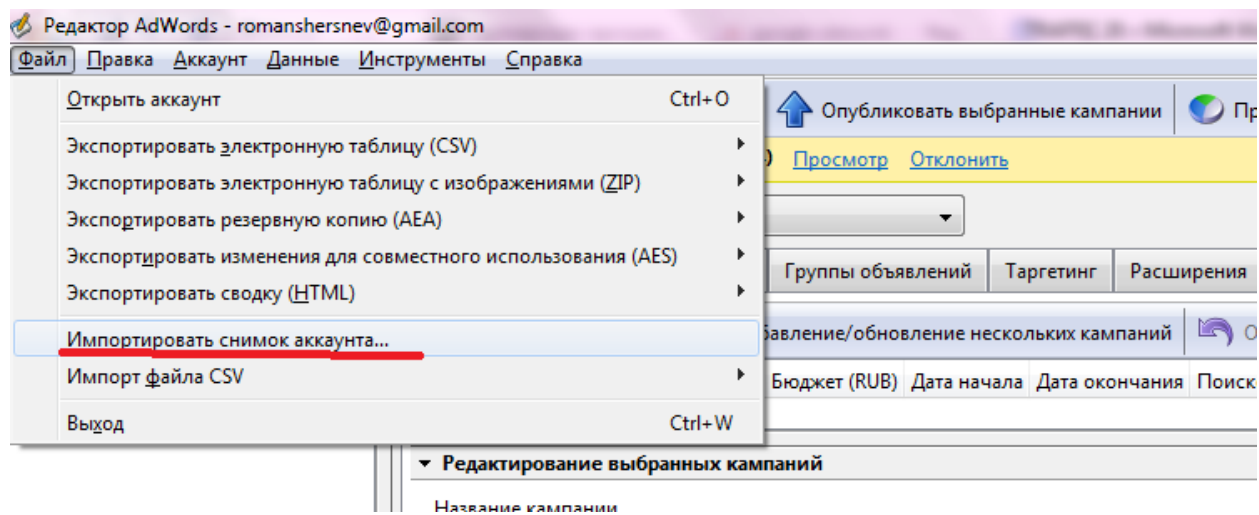 Редактор AdWords - romanshersnev@gmail.com
Файл Правка Аккаунт Данные Инструменты Справка
Открыть аккаунт Ctrl+O
Опубликовать выбранные кампании
Экспортировать электронную таблицу (CSV)
Просмотр Отклонить
Экспортировать электронную таблицу с изображениями (ZIP)
Экспортировать резервную копию (AEA)
Экспортировать изменения для совместного использования (AES)
Группы объявлений Таргетинг Расширения
Экспортировать сводку (HTML)
Импортировать снимок аккаунта...
бавление/обновление нескольких кампаний
Импорт файла CSV
Бюджет (RUB) Дата начала Дата окончания Поиск
Выход Ctrl+W
Редактирование выбранных кампаний
Название кампании